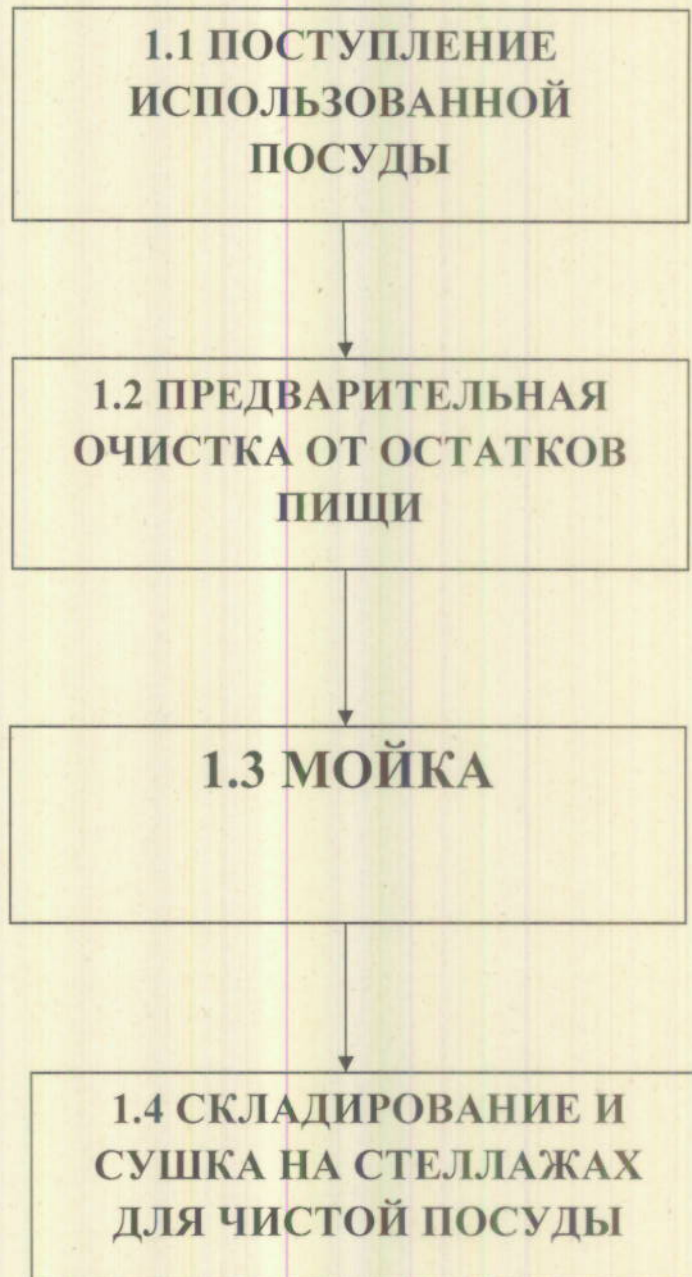 1.1 ПОСТУПЛЕНИЕ
ИСПОЛЬЗОВАННОЙ
ПОСУДЫ
1.2 ПРЕДВАРИТЕЛЬНАЯ
ОЧИСТКА ОТ ОСТАТКОВ
ПИЩИ
1.3 МОЙКА
1.4 СКЛАДИРОВАНИЕ И
СУШКА НА СТЕЛЛАЖАХ
ДЛЯ ЧИСТОЙ ПОСУДЫ